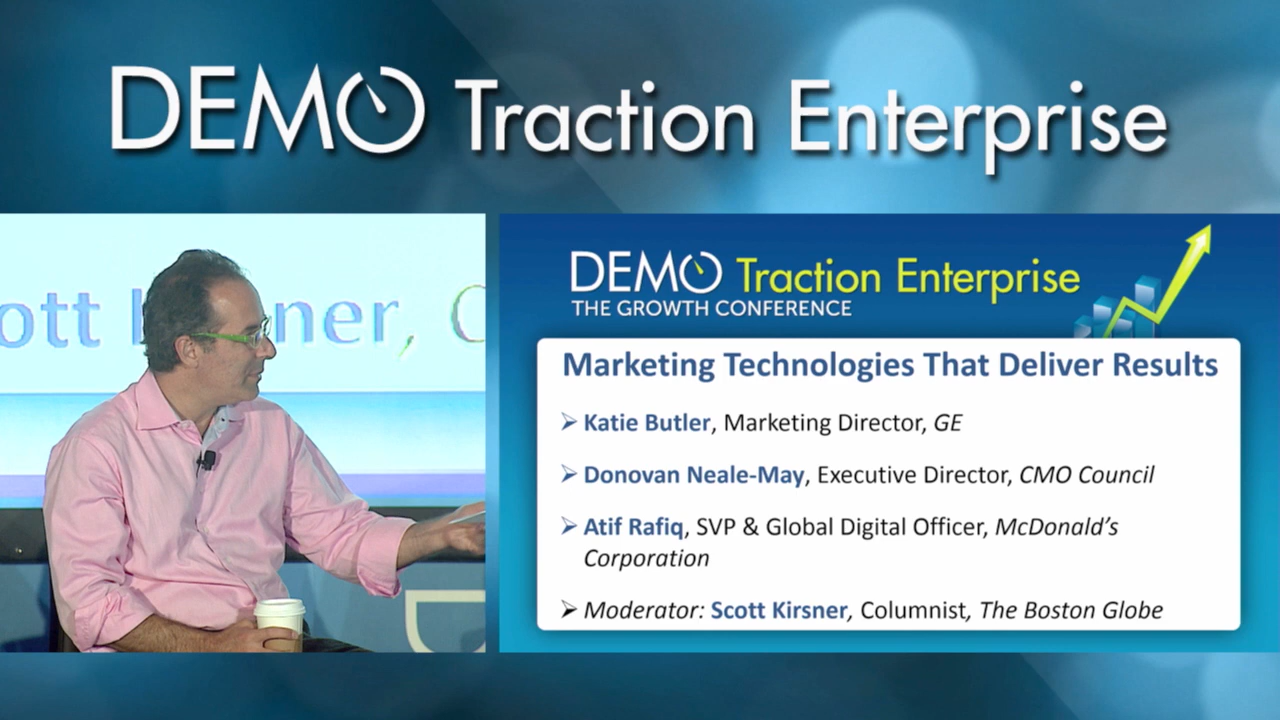 DEMO Traction Enterprise
ott Kirsner, C
DEMO Traction Enterprise
THE GROWTH CONFERENCE
Marketing Technologies That Deliver Results
➢ Katie Butler, Marketing Director, GE
➢ Donovan Neale-May, Executive Director, CMO Council
➢ Atif Rafiq, SVP & Global Digital Officer, McDonald's
Corporation
➢ Moderator: Scott Kirsner, Columnist, The Boston Globe